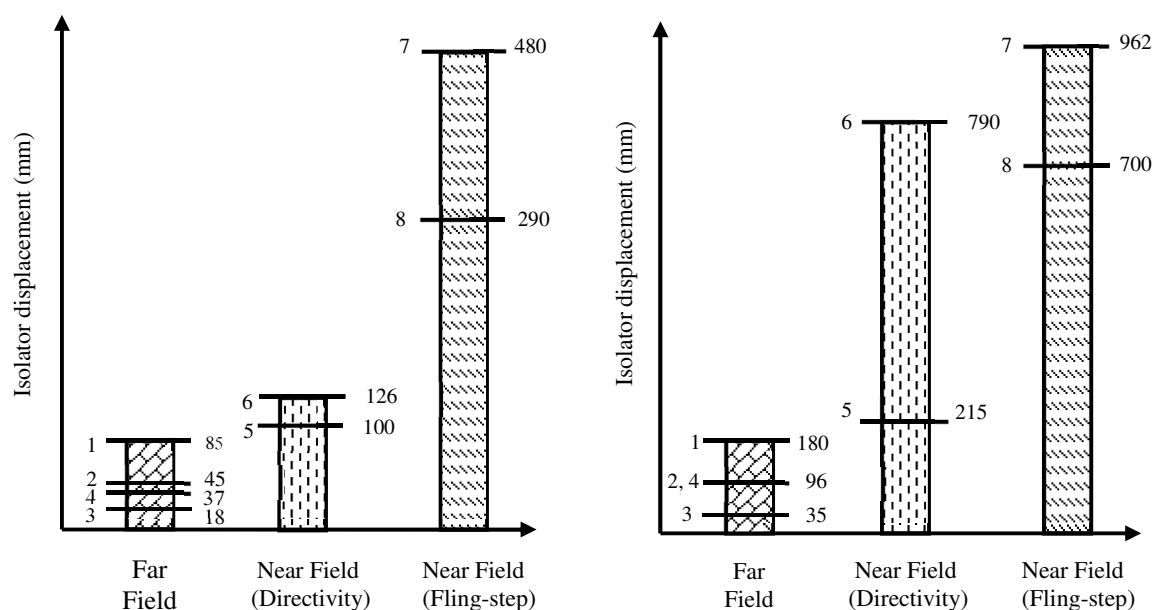 Isolator displacement (mm)
7 480
8 290
6 126
5 100
1 85
2 45
4 37
3 18
Far
Field
Near Field
(Directivity)
Near Field
(Fling-step)
Isolator displacement (mm)
7 962
6 790
8 700
5 215
1 180
2, 4 96
3 35
Far
Field
Near Field
(Directivity)
Near Field
(Fling-step)